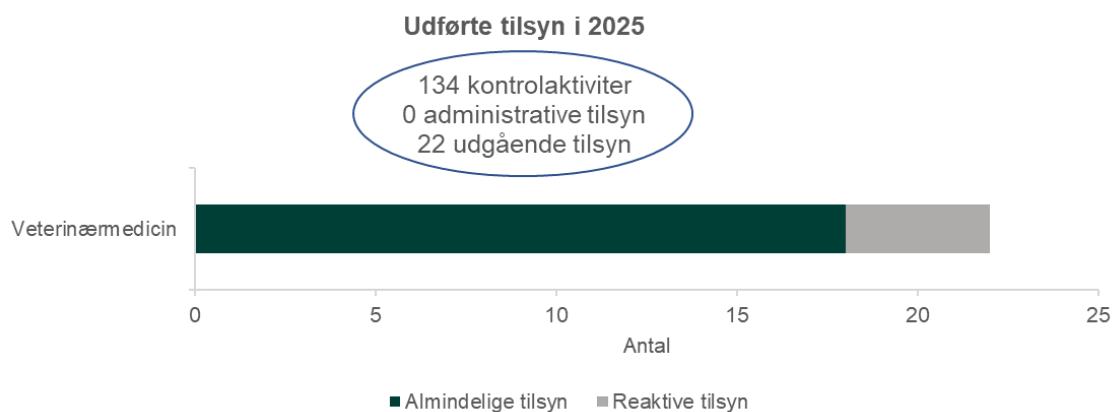 Udførte tilsyn i 2025
134 kontrolaktiviter
0 administrative tilsyn
22 udgående tilsyn
Veterinærmedicin
0 5 10 15 20 25
Antal
Almindelige tilsyn Reaktive tilsyn